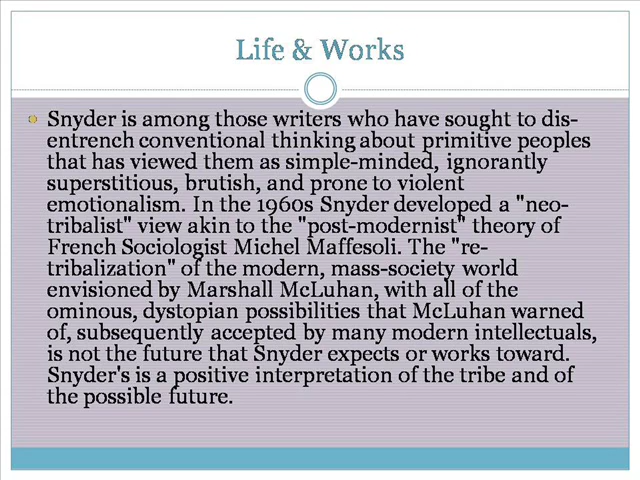 Life & Works
Snyder is among those writers who have sought to dis-
entrench conventional thinking about primitive peoples
that has viewed them as simple-minded, ignorantly
superstitious, brutish, and prone to violent
emotionalism. In the 1960s Snyder developed a "neo-
tribalist" view akin to the "post-modernist" theory of
French Sociologist Michel Maffesoli. The "re-
tribalization" of the modern, mass-society world
envisioned by Marshall McLuhan, with all of the
ominous, dystopian possibilities that McLuhan warned
of, subsequently accepted by many modern intellectuals,
is not the future that Snyder expects or works toward.
Snyder's is a positive interpretation of the tribe and of
the possible future.